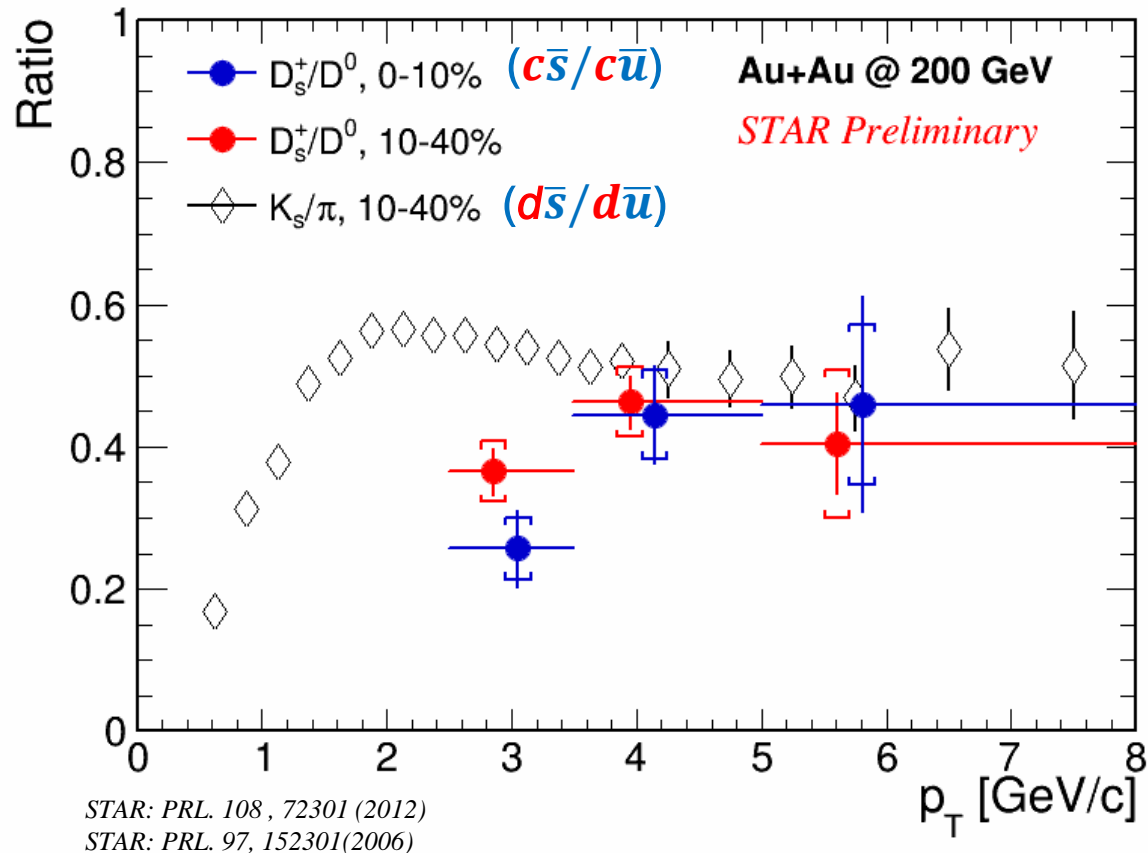 Ratio
1
0.8
0.6
0.4
0.2
0
D_s^+/D^0, 0-10% (cs̅/cu̅)
D_s^+/D^0, 10-40%
K_s/π, 10-40% (ds̅/du̅)
Au+Au @ 200 GeV
STAR Preliminary
0 1 2 3 4 5 6 7 8
p_T [GeV/c]
STAR: PRL. 108 , 72301 (2012)
STAR: PRL. 97, 152301(2006)